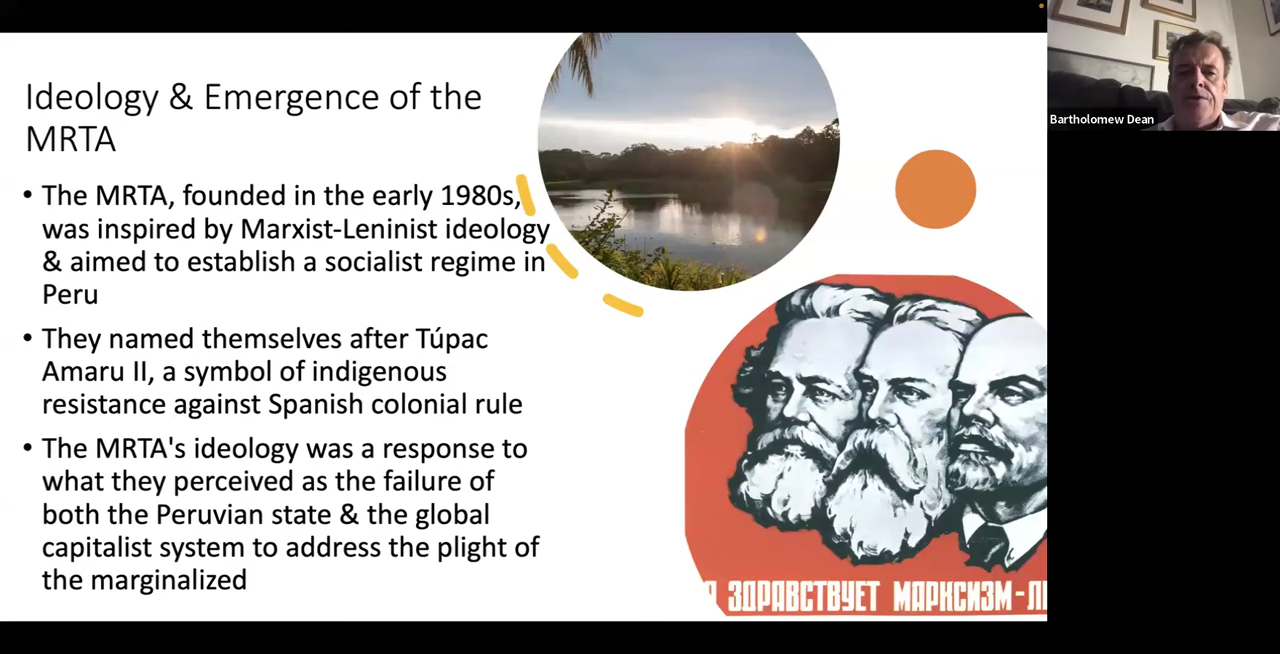 Ideology & Emergence of the
MRTA
• The MRTA, founded in the early 1980s,
was inspired by Marxist-Leninist ideology
& aimed to establish a socialist regime in
Peru
• They named themselves after Túpac
Amaru II, a symbol of indigenous
resistance against Spanish colonial rule
• The MRTA's ideology was a response to
what they perceived as the failure of
both the Peruvian state & the global
capitalist system to address the plight of
the marginalized
ЗДРАВСТВУЕТ МАРКСИЗМ-
Bartholomew Dean